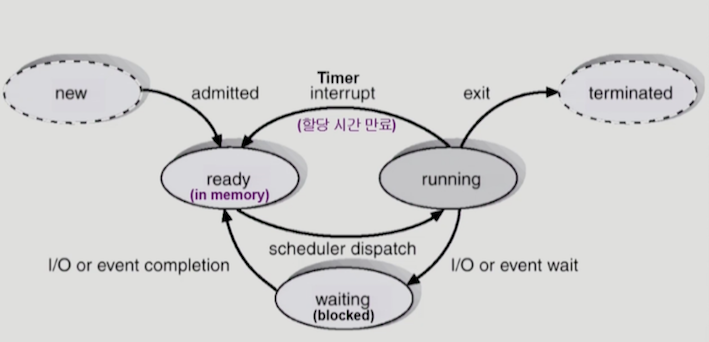 new
admitted
Timer
interrupt
(할당 시간 만료)
exit
terminated
ready
(in memory)
running
scheduler dispatch
I/O or event completion
I/O or event wait
waiting
(blocked)